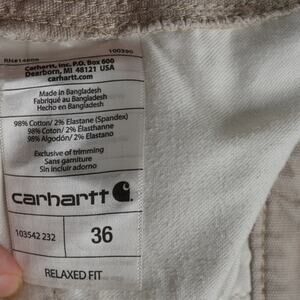 RN#14806 100390
Carhartt, Inc. P.O. Box 600
Dearborn, MI 48121 USA
carhartt.com
Made in Bangladesh
Fabriqué au Bangladesh
Hecho en Bangladesh
98% Cotton/ 2% Elastane (Spandex)
98% Coton/ 2% Élasthanne
98% Algodón/ 2% Elastano
Exclusive of trimming
Sans garniture
Sin incluir adorno
carhartt
103542 232 36
RELAXED FIT